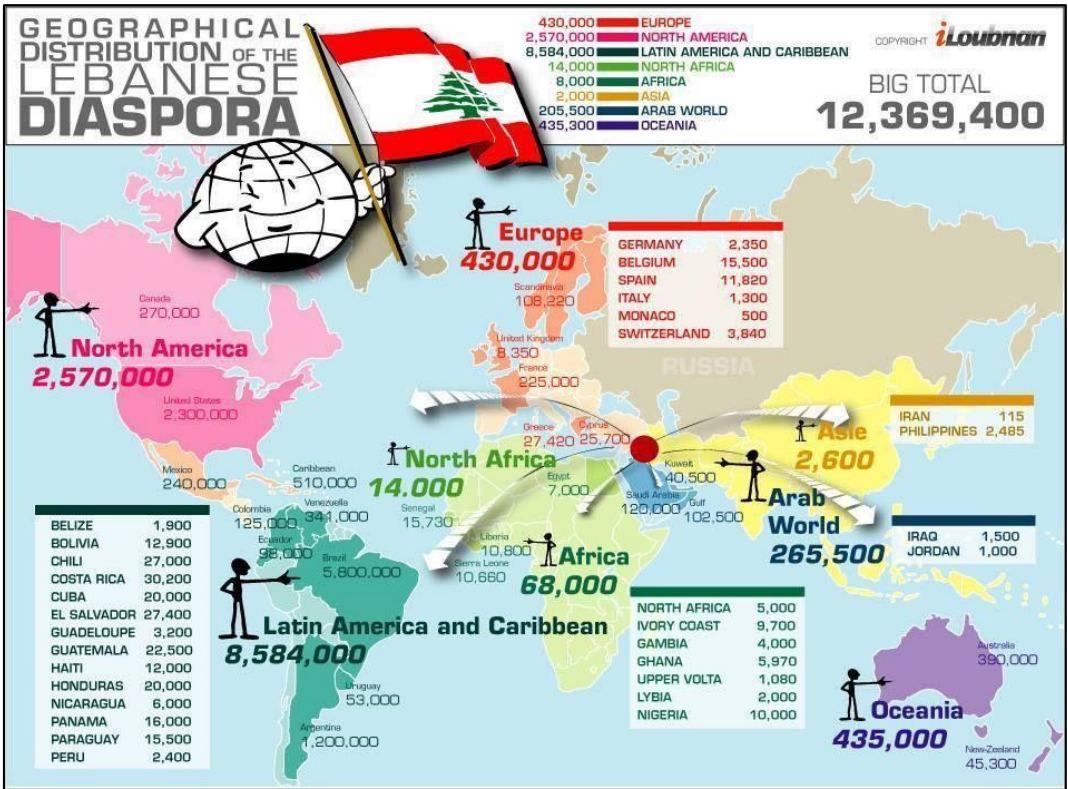 GEOGRAPHICAL
DISTRIBUTION OF THE
LEBANESE
DIASPORA
430,000 EUROPE
2,570,000 NORTH AMERICA
8,584,000 LATIN AMERICA AND CARIBBEAN
14,000 NORTH AFRICA
8,000 AFRICA
2,000 ASIA
205,500 ARAB WORLD
435,300 OCEANIA
COPYRIGHT iLoubnan
BIG TOTAL
12,369,400
Europe
430,000
Scandinavia
108,220
United Kingdom
8,350
France
225,000
Greece
27,420
Cyprus
25,700
GERMANY 2,350
BELGIUM 15,500
SPAIN 11,820
ITALY 1,300
MONACO 500
SWITZERLAND 3,840
RUSSIA
Canada
270,000
North America
2,570,000
United States
2,300,000
Mexico
240,000
Caribbean
510,000
Asie
2,600
IRAN 115
PHILIPPINES 2,485
North Africa
14.000
Egypt
7,000
Kuwait
40,500
Saudi Arabia
120,000
Gulf
102,500
Arab
World
265,500
IRAQ 1,500
JORDAN 1,000
Senegal
15,730
Liberia
10,800
Sierra Leone
10,660
Africa
68,000
NORTH AFRICA 5,000
IVORY COAST 9,700
GAMBIA 4,000
GHANA 5,970
UPPER VOLTA 1,080
LYBIA 2,000
NIGERIA 10,000
Colombia
125,000
Venezuella
341,000
Ecuador
98,000
Brazil
5,800,000
Latin America and Caribbean
8,584,000
Uruguay
53,000
Argentina
1,200,000
BELIZE 1,900
BOLIVIA 12,900
CHILI 27,000
COSTA RICA 30,200
CUBA 20,000
EL SALVADOR 27,400
GUADELOUPE 3,200
GUATEMALA 22,500
HAITI 12,000
HONDURAS 20,000
NICARAGUA 6,000
PANAMA 16,000
PARAGUAY 15,500
PERU 2,400
Australia
390,000
Oceania
435,000
New-Zeeland
45,300